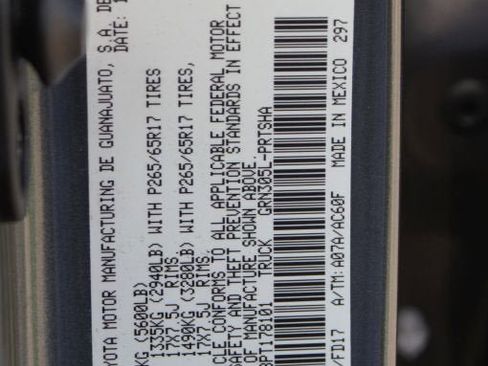 YOTA MOTOR MANUFACTURING DE GUANAJUATO, S.A. DE
DATE: 1
KG (5600LB)
1335KG (2940LB) WITH P265/65R17 TIRES
17X7.5J RIMS,
1490KG (3280LB) WITH P265/65R17 TIRES,
17X7.5J RIMS,
CLE CONFORMS TO ALL APPLICABLE FEDERAL MOTOR
SAFETY AND THEFT PREVENTION STANDARDS IN EFFECT
OF MANUFACTURE SHOWN ABOVE.
PT178101 TRUCK GRN305L-PRTSHA
/FD17 A/TM: A07A/AC60F MADE IN MEXICO 297